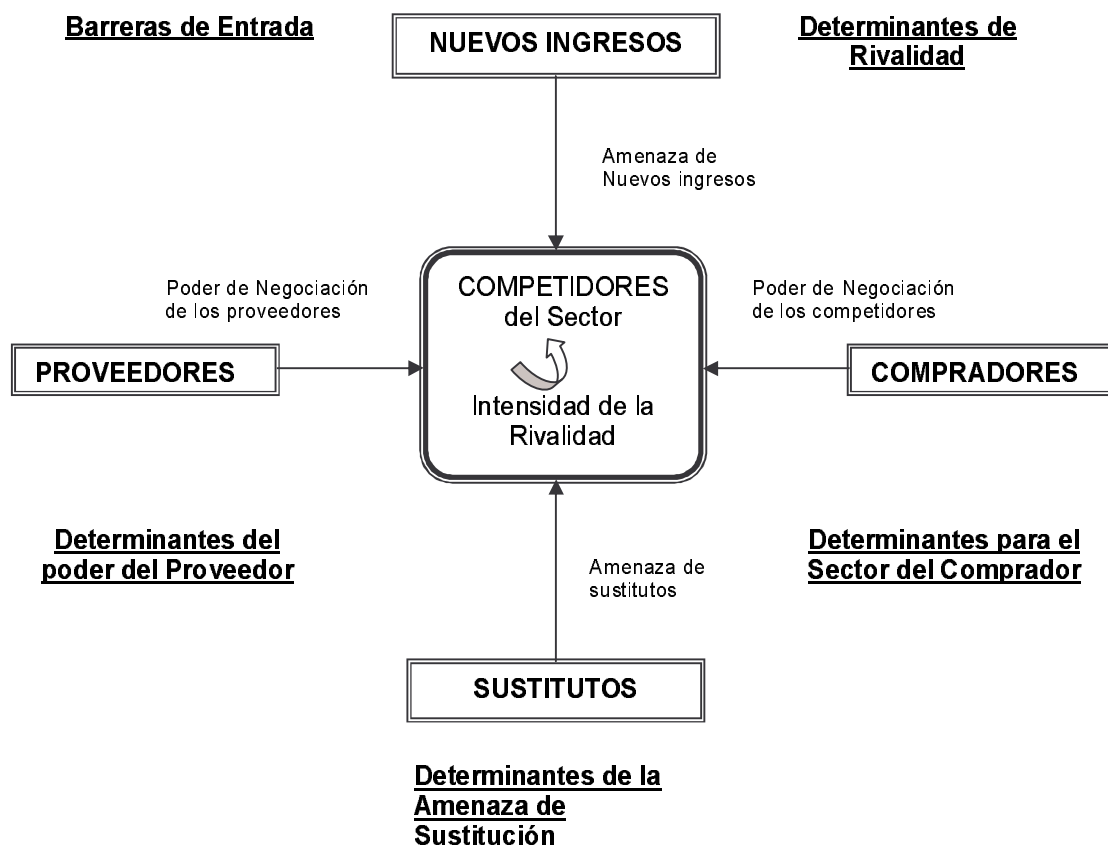 Barreras de Entrada
NUEVOS INGRESOS
Determinantes de
Rivalidad
Amenaza de
Nuevos ingresos
Poder de Negociación
de los proveedores
COMPETIDORES
del Sector
Intensidad de la
Rivalidad
Poder de Negociación
de los competidores
PROVEEDORES
COMPRADORES
Determinantes del
poder del Proveedor
Amenaza de
sustitutos
Determinantes para el
Sector del Comprador
SUSTITUTOS
Determinantes de la
Amenaza de
Sustitución